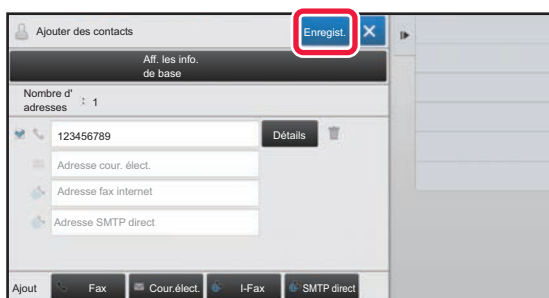 Ajouter des contacts
Enregist.
Aff. les info.
de base
Nombre d'
adresses : 1
123456789
Détails
Adresse cour. élect.
Adresse fax internet
Adresse SMTP direct
Ajout Fax Cour.élect. I-Fax SMTP direct